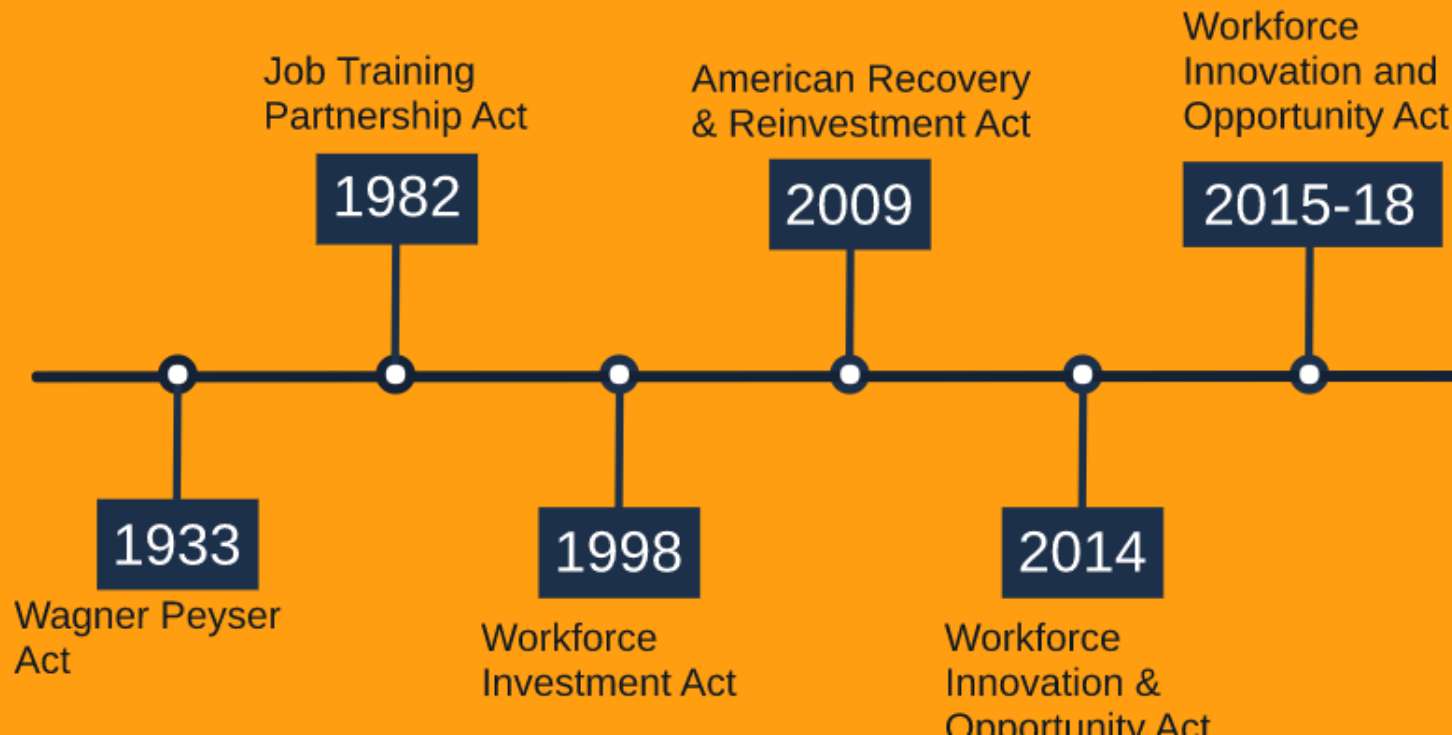 Workforce
Innovation and
Opportunity Act
2015-18
Job Training
Partnership Act
1982
American Recovery
& Reinvestment Act
2009
1933
Wagner Peyser
Act
1998
Workforce
Investment Act
2014
Workforce
Innovation &
Opportunity Act